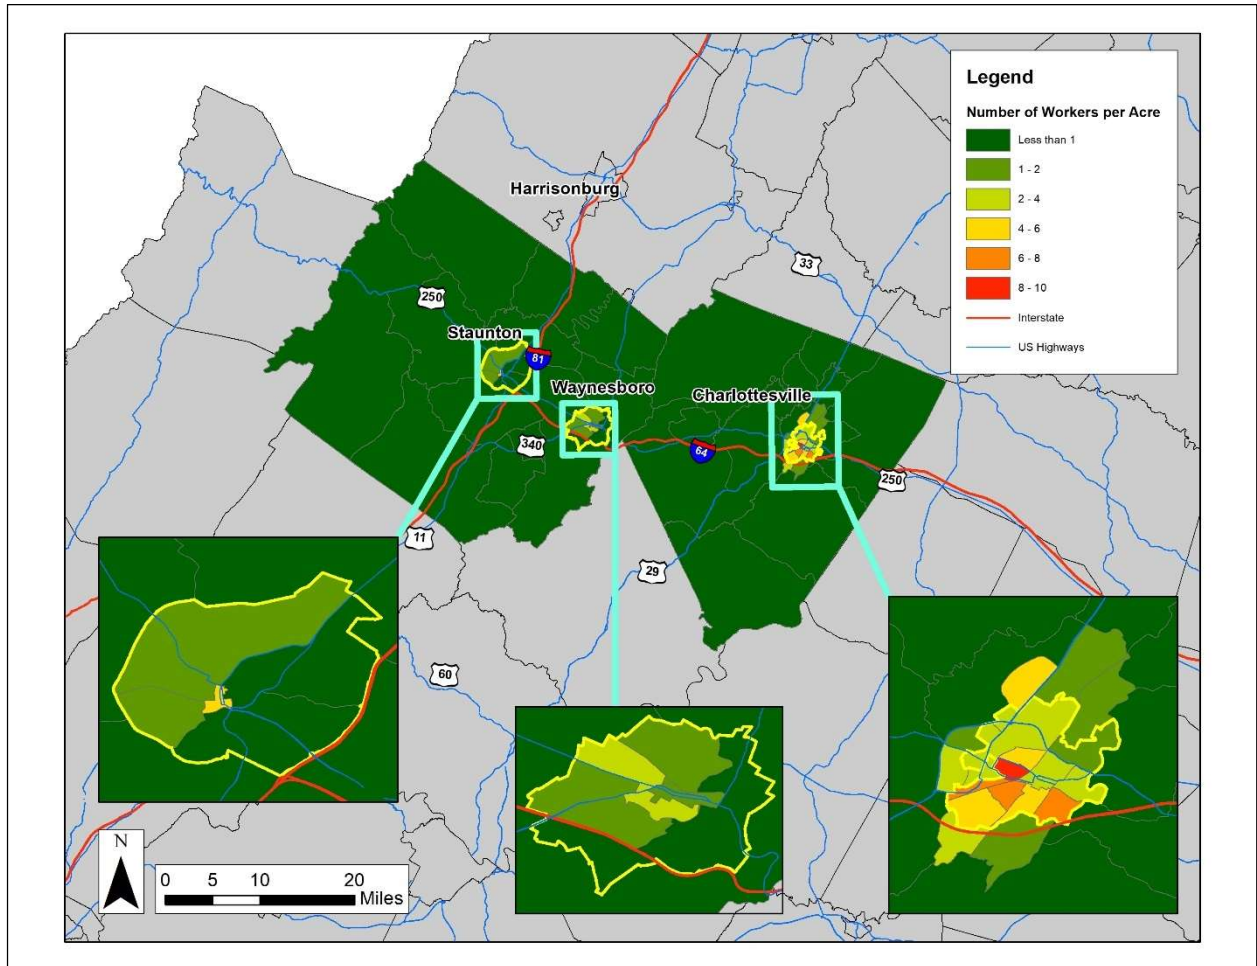 Legend
Number of Workers per Acre
Less than 1
1 - 2
2 - 4
4 - 6
6 - 8
8 - 10
Interstate
US Highways
Harrisonburg
33
250
Staunton
81
Waynesboro
Charlottesville
340
64
250
11
29
60
N
0 5 10 20
Miles